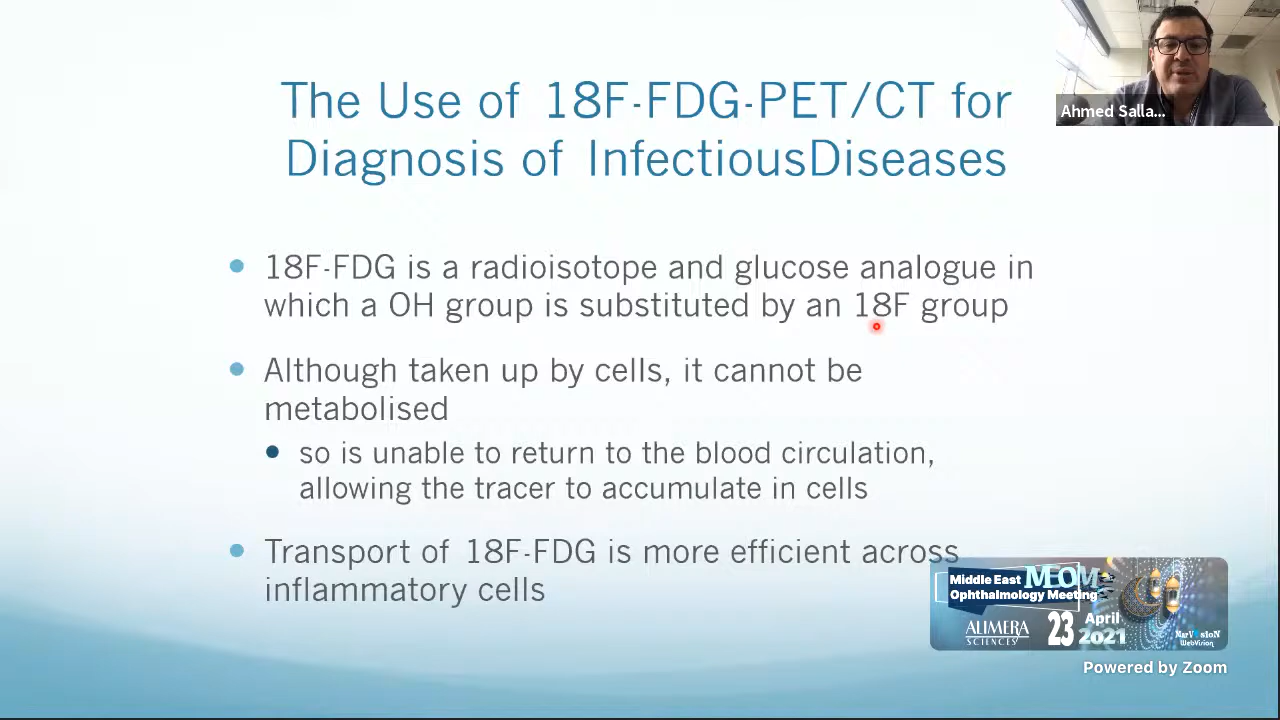 The Use of 18F-FDG-PET/CT for
Diagnosis of InfectiousDiseases
Ahmed Salla...
18F-FDG is a radioisotope and glucose analogue in
which a OH group is substituted by an 18F group
Although taken up by cells, it cannot be
metabolised
so is unable to return to the blood circulation,
allowing the tracer to accumulate in cells
Transport of 18F-FDG is more efficient across
inflammatory cells
Middle East MEOM
Ophthalmology Meeting
ALIMERA
SCIENCES
23 April
2021
MarVision
WebVision
Powered by Zoom